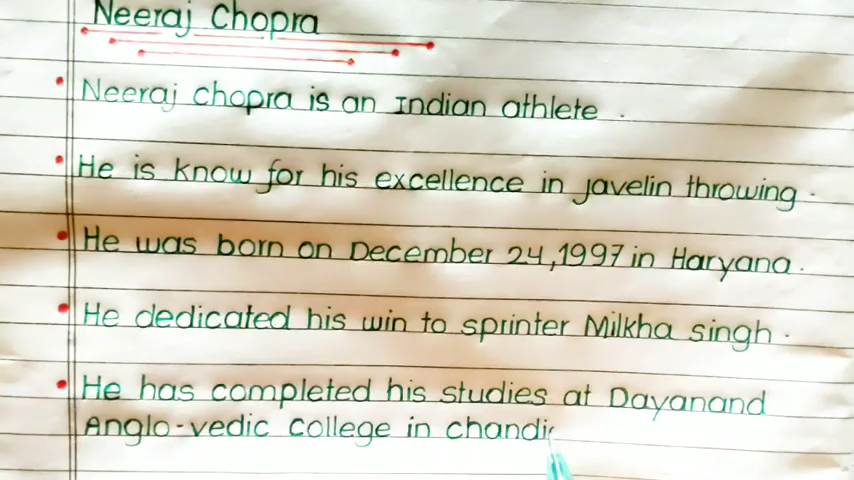 Neeraj Chopra
Neeraj chopra is an Indian athlete.
He is know for his excellence in javelin throwing.
He was born on December 24,1997 in Haryana.
He dedicated his win to sprinter Milkha singh.
He has completed his studies at Dayanand
Anglo-vedic college in chandi